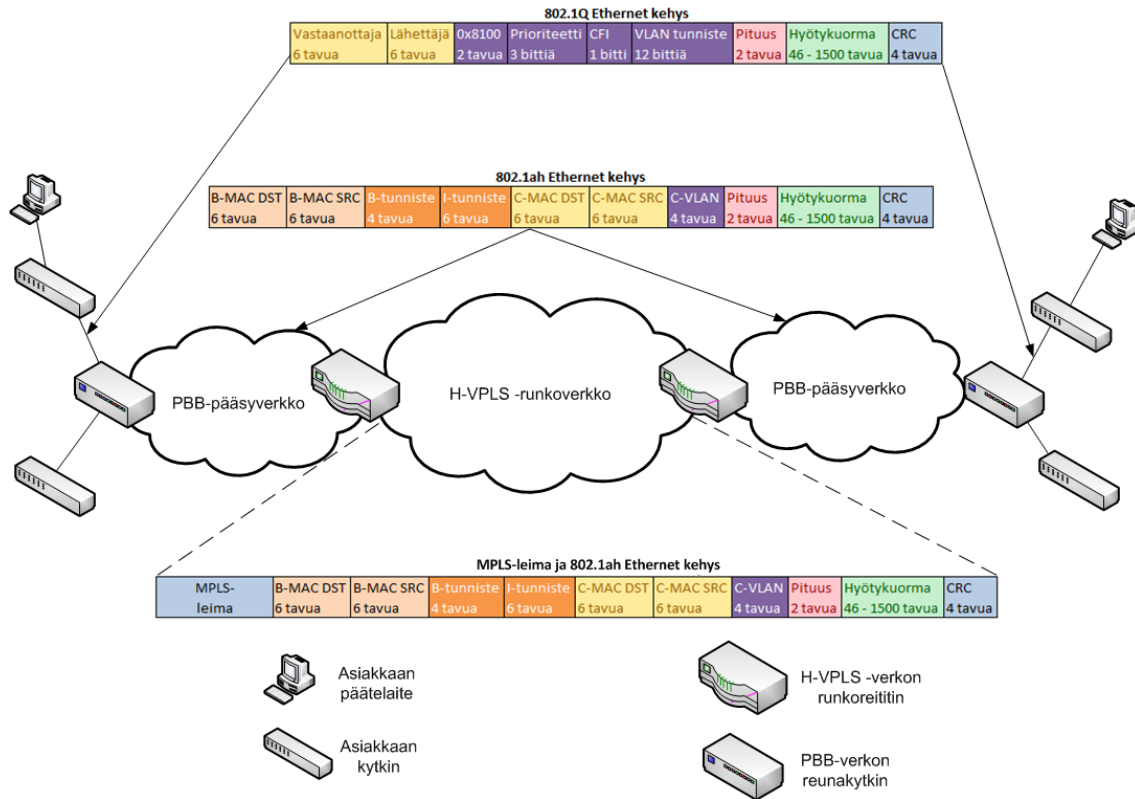 802.1Q Ethernet kehys
Vastaanottaja Lähettäjä 0x8100 Prioriteetti CFI VLAN tunniste Pituus Hyötykuorma CRC
6 tavua 6 tavua 2 tavua 3 bittiä 1 bitti 12 bittiä 2 tavua 46 - 1500 tavua 4 tavua
802.1ah Ethernet kehys
B-MAC DST B-MAC SRC B-tunniste I-tunniste C-MAC DST C-MAC SRC C-VLAN Pituus Hyötykuorma CRC
6 tavua 6 tavua 4 tavua 6 tavua 6 tavua 6 tavua 4 tavua 2 tavua 46 - 1500 tavua 4 tavua
PBB-pääsyverkko
H-VPLS -runkoverkko
PBB-pääsyverkko
MPLS-leima ja 802.1ah Ethernet kehys
MPLS-
leima
B-MAC DST B-MAC SRC B-tunniste I-tunniste C-MAC DST C-MAC SRC C-VLAN Pituus Hyötykuorma CRC
6 tavua 6 tavua 4 tavua 6 tavua 6 tavua 6 tavua 4 tavua 2 tavua 46 - 1500 tavua 4 tavua
Asiakkaan
päätelaite
H-VPLS -verkon
runkoreititin
Asiakkaan
kytkin
PBB-verkon
reunakytkin